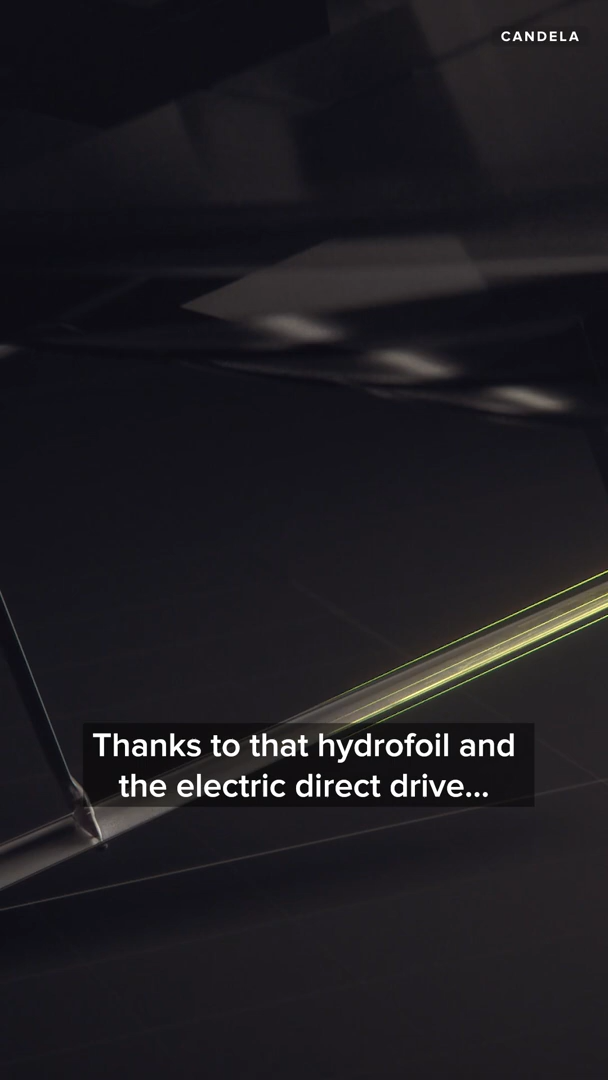 CANDELA
Thanks to that hydrofoil and
the electric direct drive...